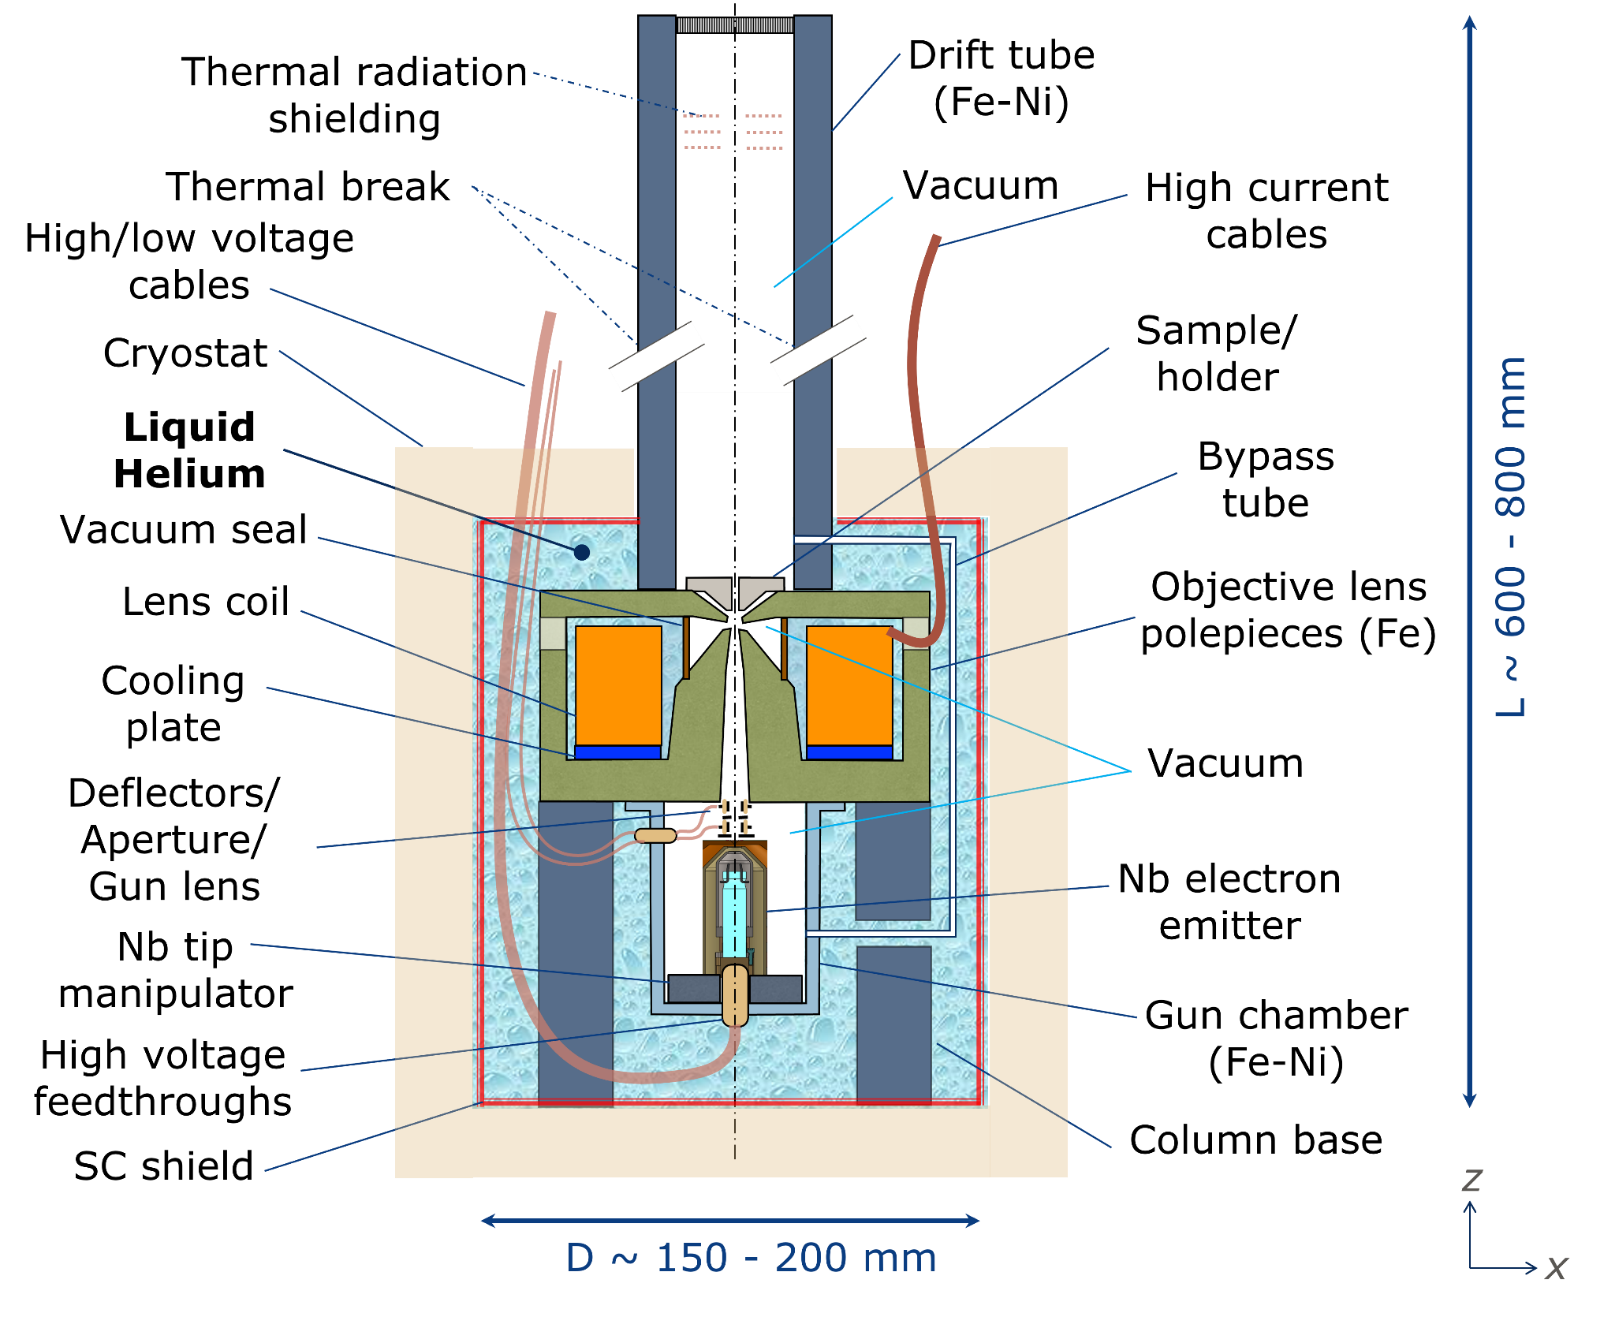 Thermal radiation
shielding
Thermal break
High/low voltage
cables
Cryostat
Liquid
Helium
Vacuum seal
Lens coil
Cooling
plate
Deflectors/
Aperture/
Gun lens
Nb tip
manipulator
High voltage
feedthroughs
SC shield
Drift tube
(Fe-Ni)
Vacuum
High current
cables
Sample/
holder
Bypass
tube
Objective lens
polepieces (Fe)
Vacuum
Nb electron
emitter
Gun chamber
(Fe-Ni)
Column base
L ~ 600 - 800 mm
D ~ 150 - 200 mm
z
x